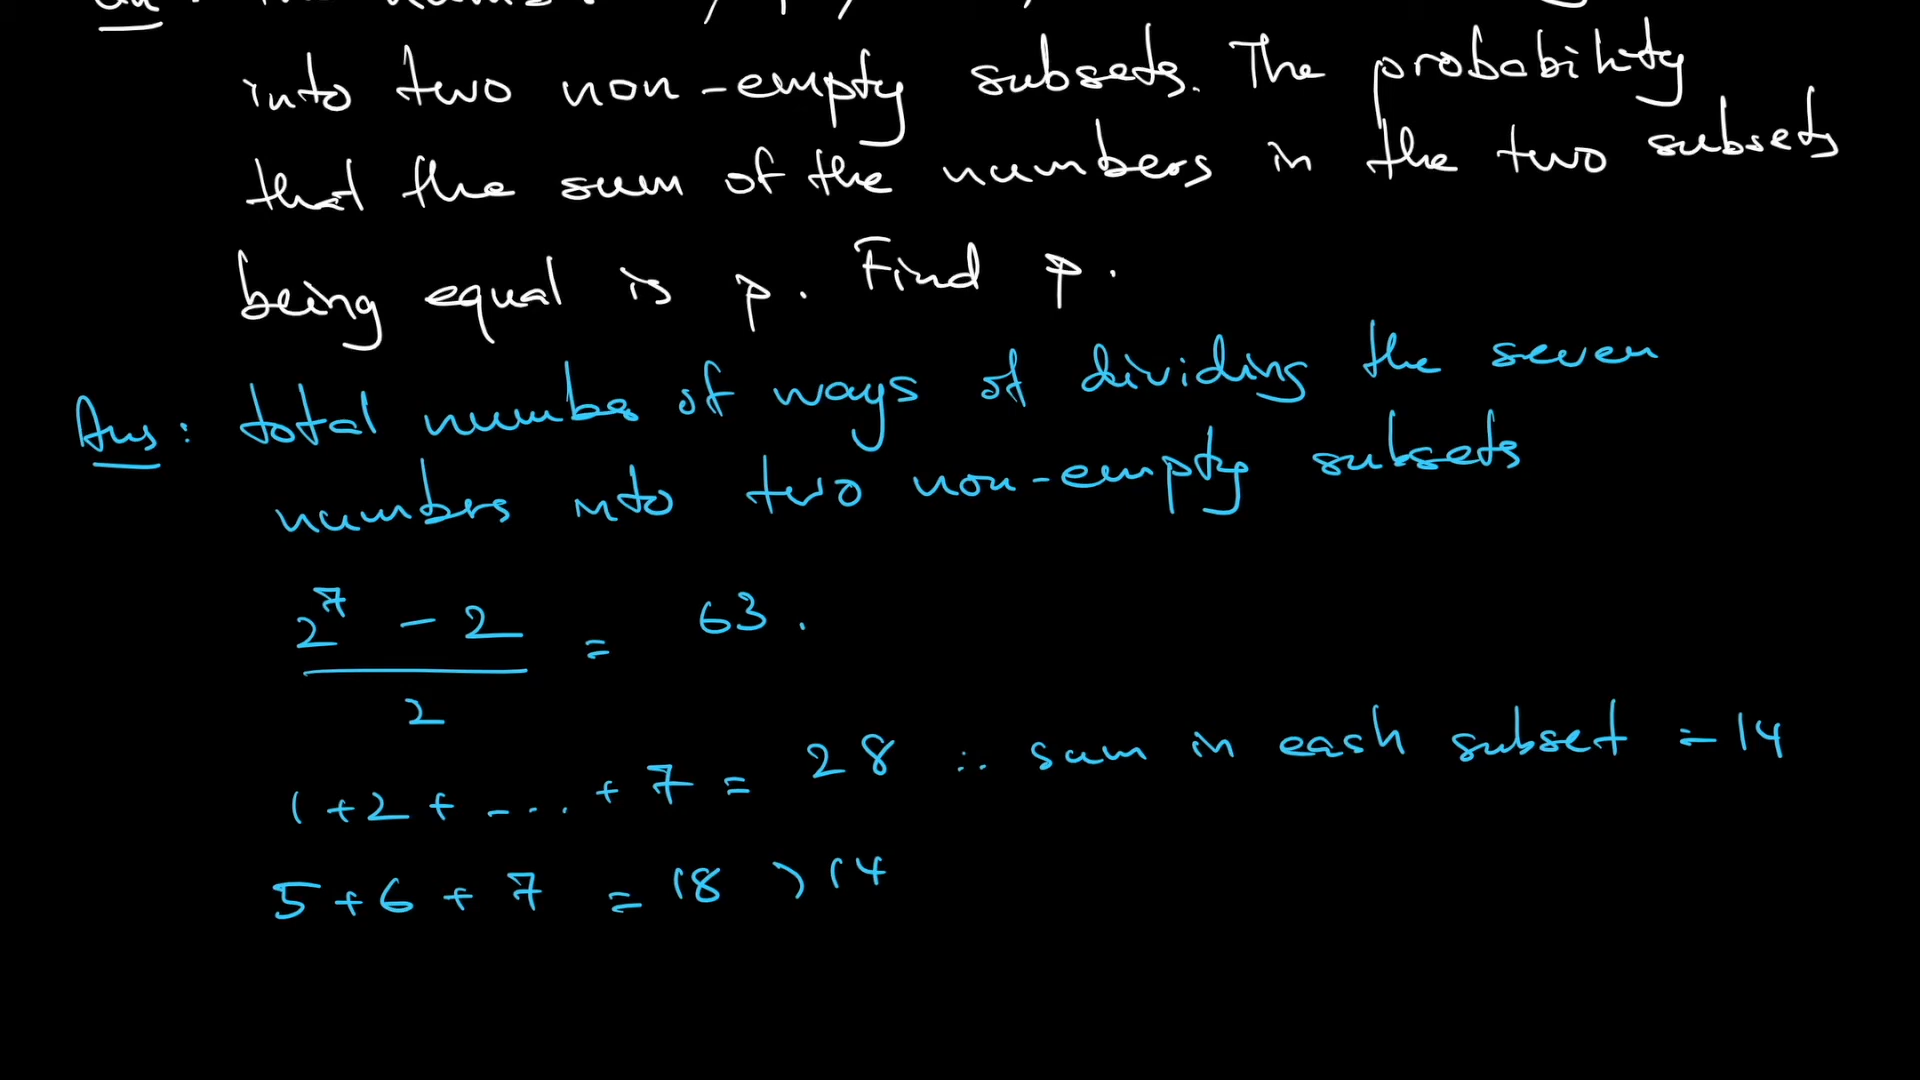 into two non-empty subsets. The probability
that the sum of the numbers in the two subsets
being equal is p. Find p.
Ans: total number of ways of dividing the seven
numbers into two non-empty subsets
2^7 - 2 / 2 = 63.
1+2+ ---. + 7 = 28 ∴ sum in each subset = 14
5+6+7 = 18 > 14